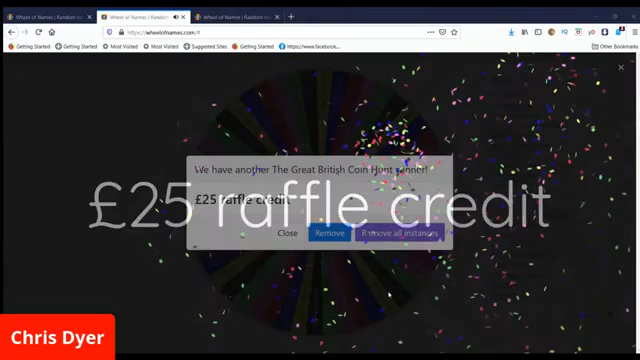 Wheel of Names | Random na
Wheel of Names | Random
Wheel of Names | Random name
https://wheelofnames.com/#
Getting Started
Getting Started
Most Visited
Most Visited
Suggested Sites
Getting Started
https://www.facebook...
Other Bookmarks
We have another The Great British Coin Hunt winner!
£25 raffle credit
£25 raffle credit
Close
Remove
Remove all instances
Chris Dyer